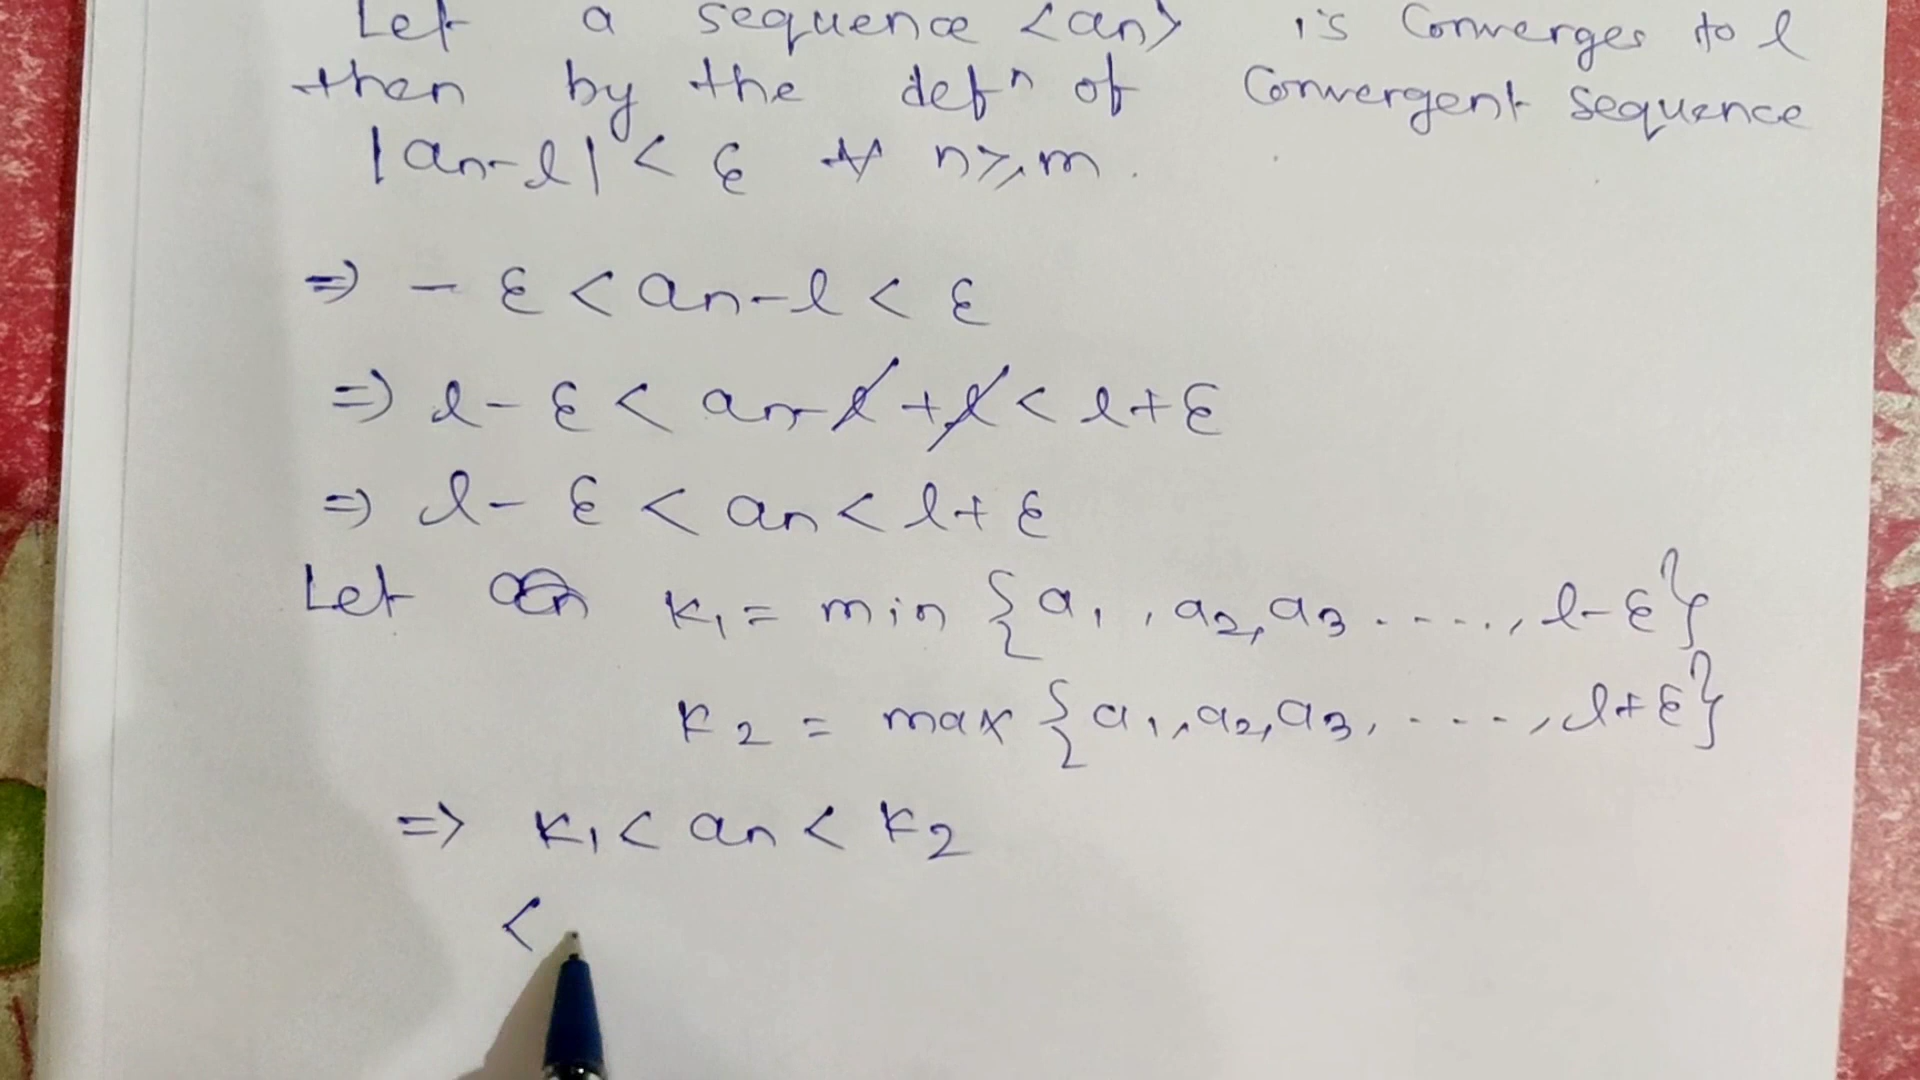 Let a sequence <an> is Converges to l
then by the defⁿ of Convergent sequence
|an-l| < ε ∀ n≥m.
⇒ - ε < an-l < ε
⇒ l- ε < an-l+l < l+ε
⇒ l- ε < an < l+ε
Let K₁ = min {a₁, a₂, a₃ ....., l-ε}
K₂ = max {a₁, a₂, a₃, ...., l+ε}
⇒ K₁ < an < K₂
<